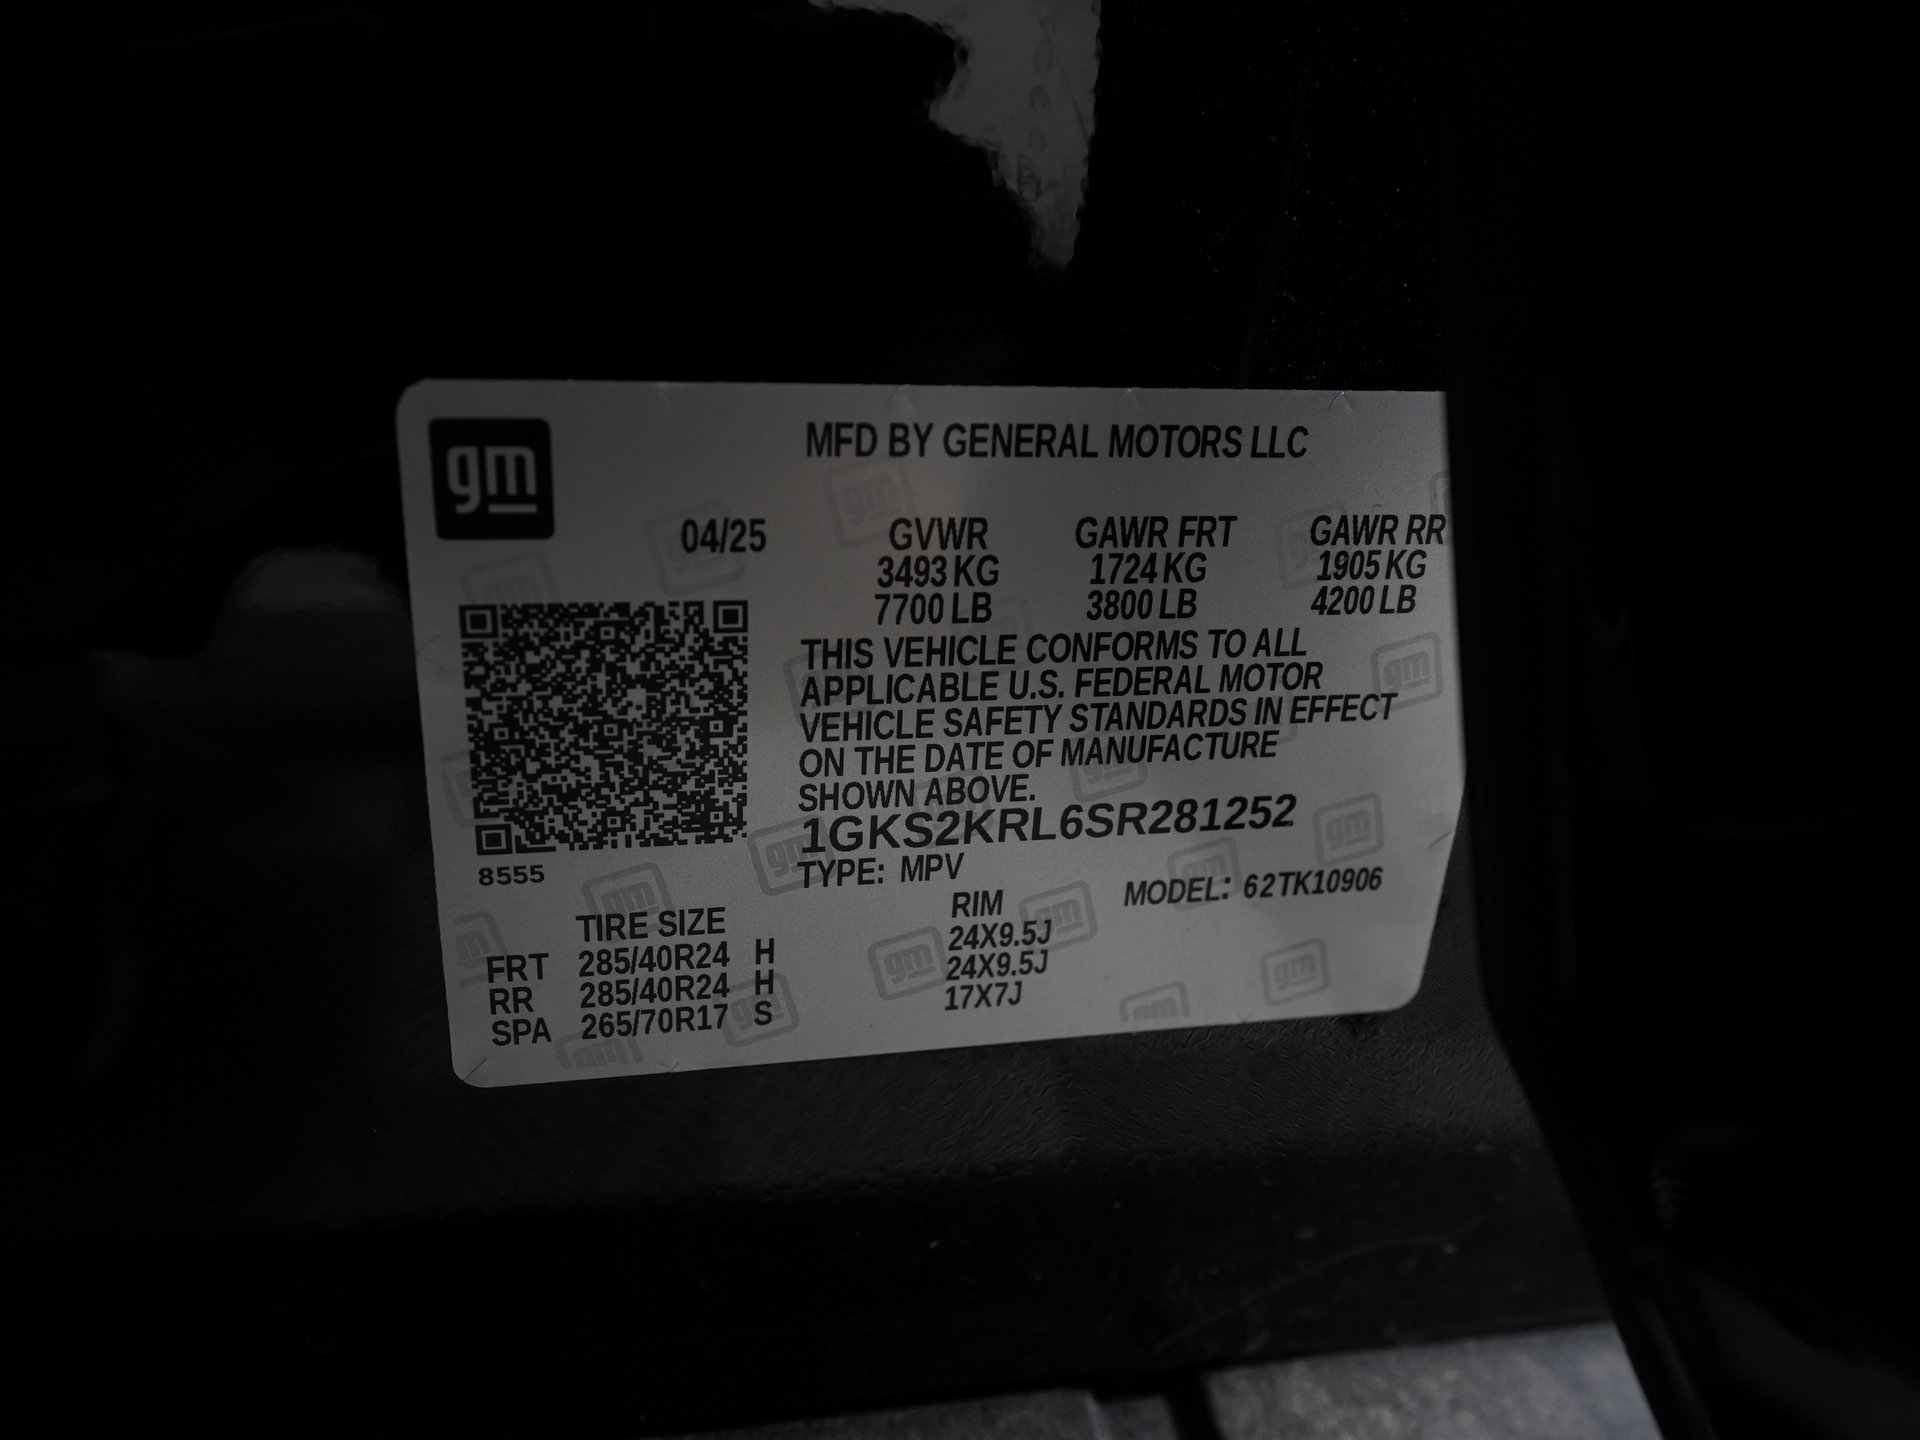 gm
MFD BY GENERAL MOTORS LLC
04/25 GVWR GAWR FRT GAWR RR
3493 KG 1724 KG 1905 KG
7700 LB 3800 LB 4200 LB
THIS VEHICLE CONFORMS TO ALL
APPLICABLE U.S. FEDERAL MOTOR
VEHICLE SAFETY STANDARDS IN EFFECT
ON THE DATE OF MANUFACTURE
SHOWN ABOVE.
1GKS2KRL6SR281252
8555
TYPE: MPV MODEL: 62TK10906
TIRE SIZE RIM
FRT 285/40R24 H 24X9.5J
RR 285/40R24 H 24X9.5J
SPA 265/70R17 S 17X7J